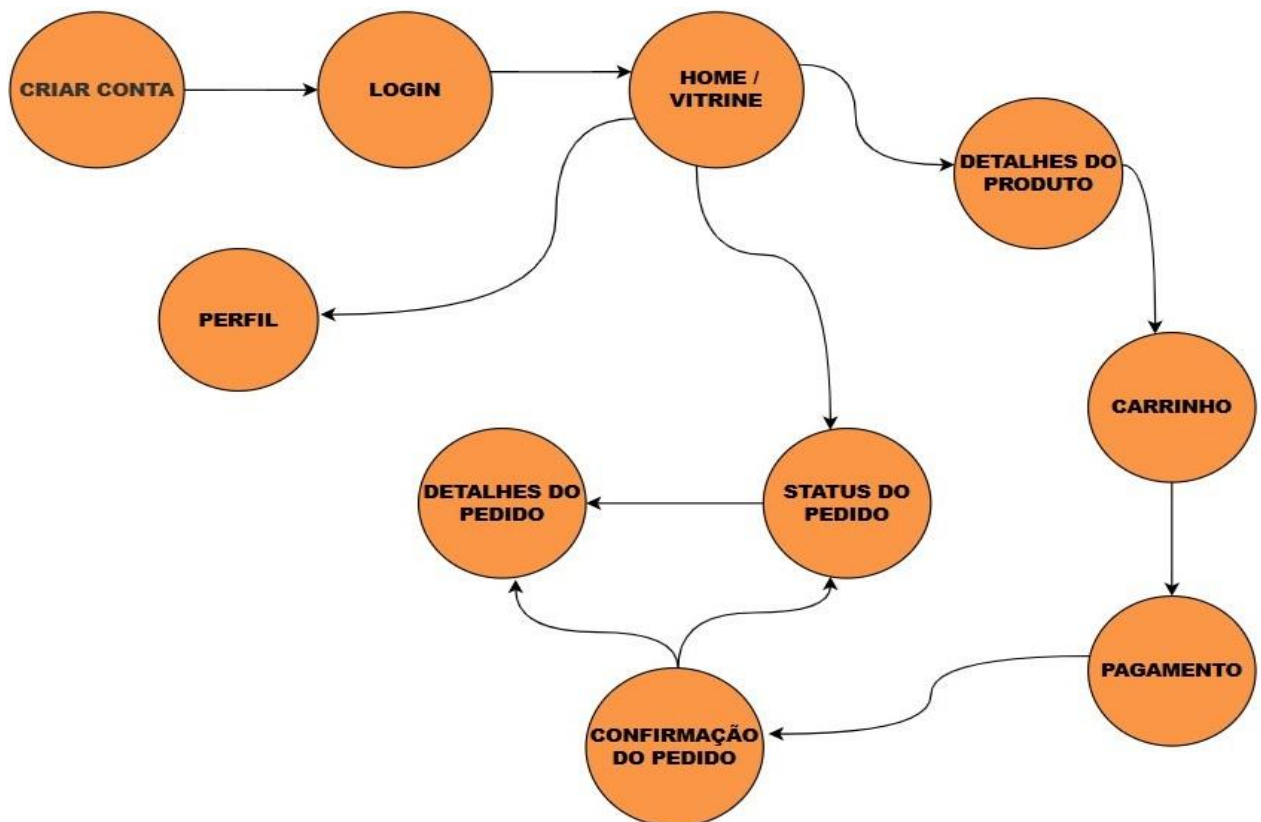 CRIAR CONTA
LOGIN
HOME /
VITRINE
DETALHES DO
PRODUTO
PERFIL
CARRINHO
DETALHES DO
PEDIDO
STATUS DO
PEDIDO
PAGAMENTO
CONFIRMAÇÃO
DO PEDIDO